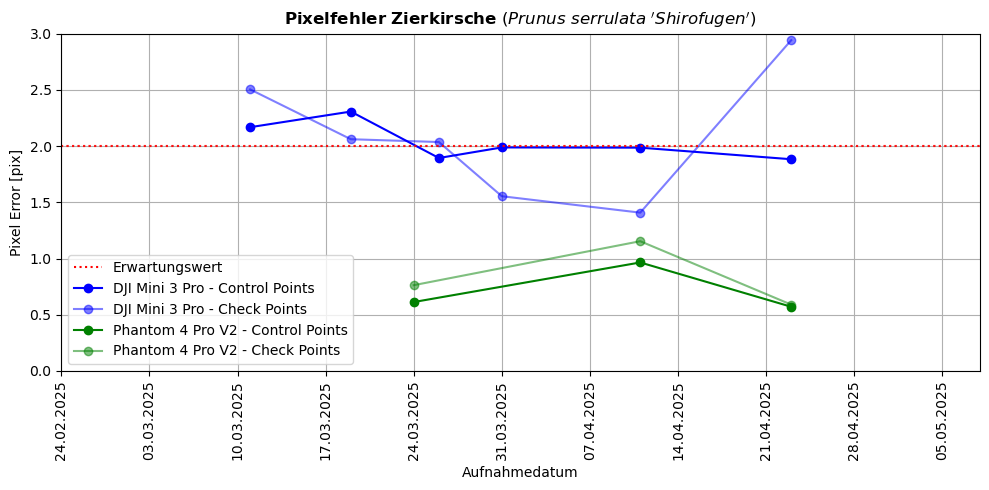 Pixelfehler Zierkirsche (Prunus serrulata 'Shirofugen')
3.0
2.5
2.0
1.5
1.0
0.5
0.0
Pixel Error [pix]
Erwartungswert
DJI Mini 3 Pro - Control Points
DJI Mini 3 Pro - Check Points
Phantom 4 Pro V2 - Control Points
Phantom 4 Pro V2 - Check Points
24.02.2025
03.03.2025
10.03.2025
17.03.2025
24.03.2025
31.03.2025
07.04.2025
14.04.2025
21.04.2025
28.04.2025
05.05.2025
Aufnahmedatum